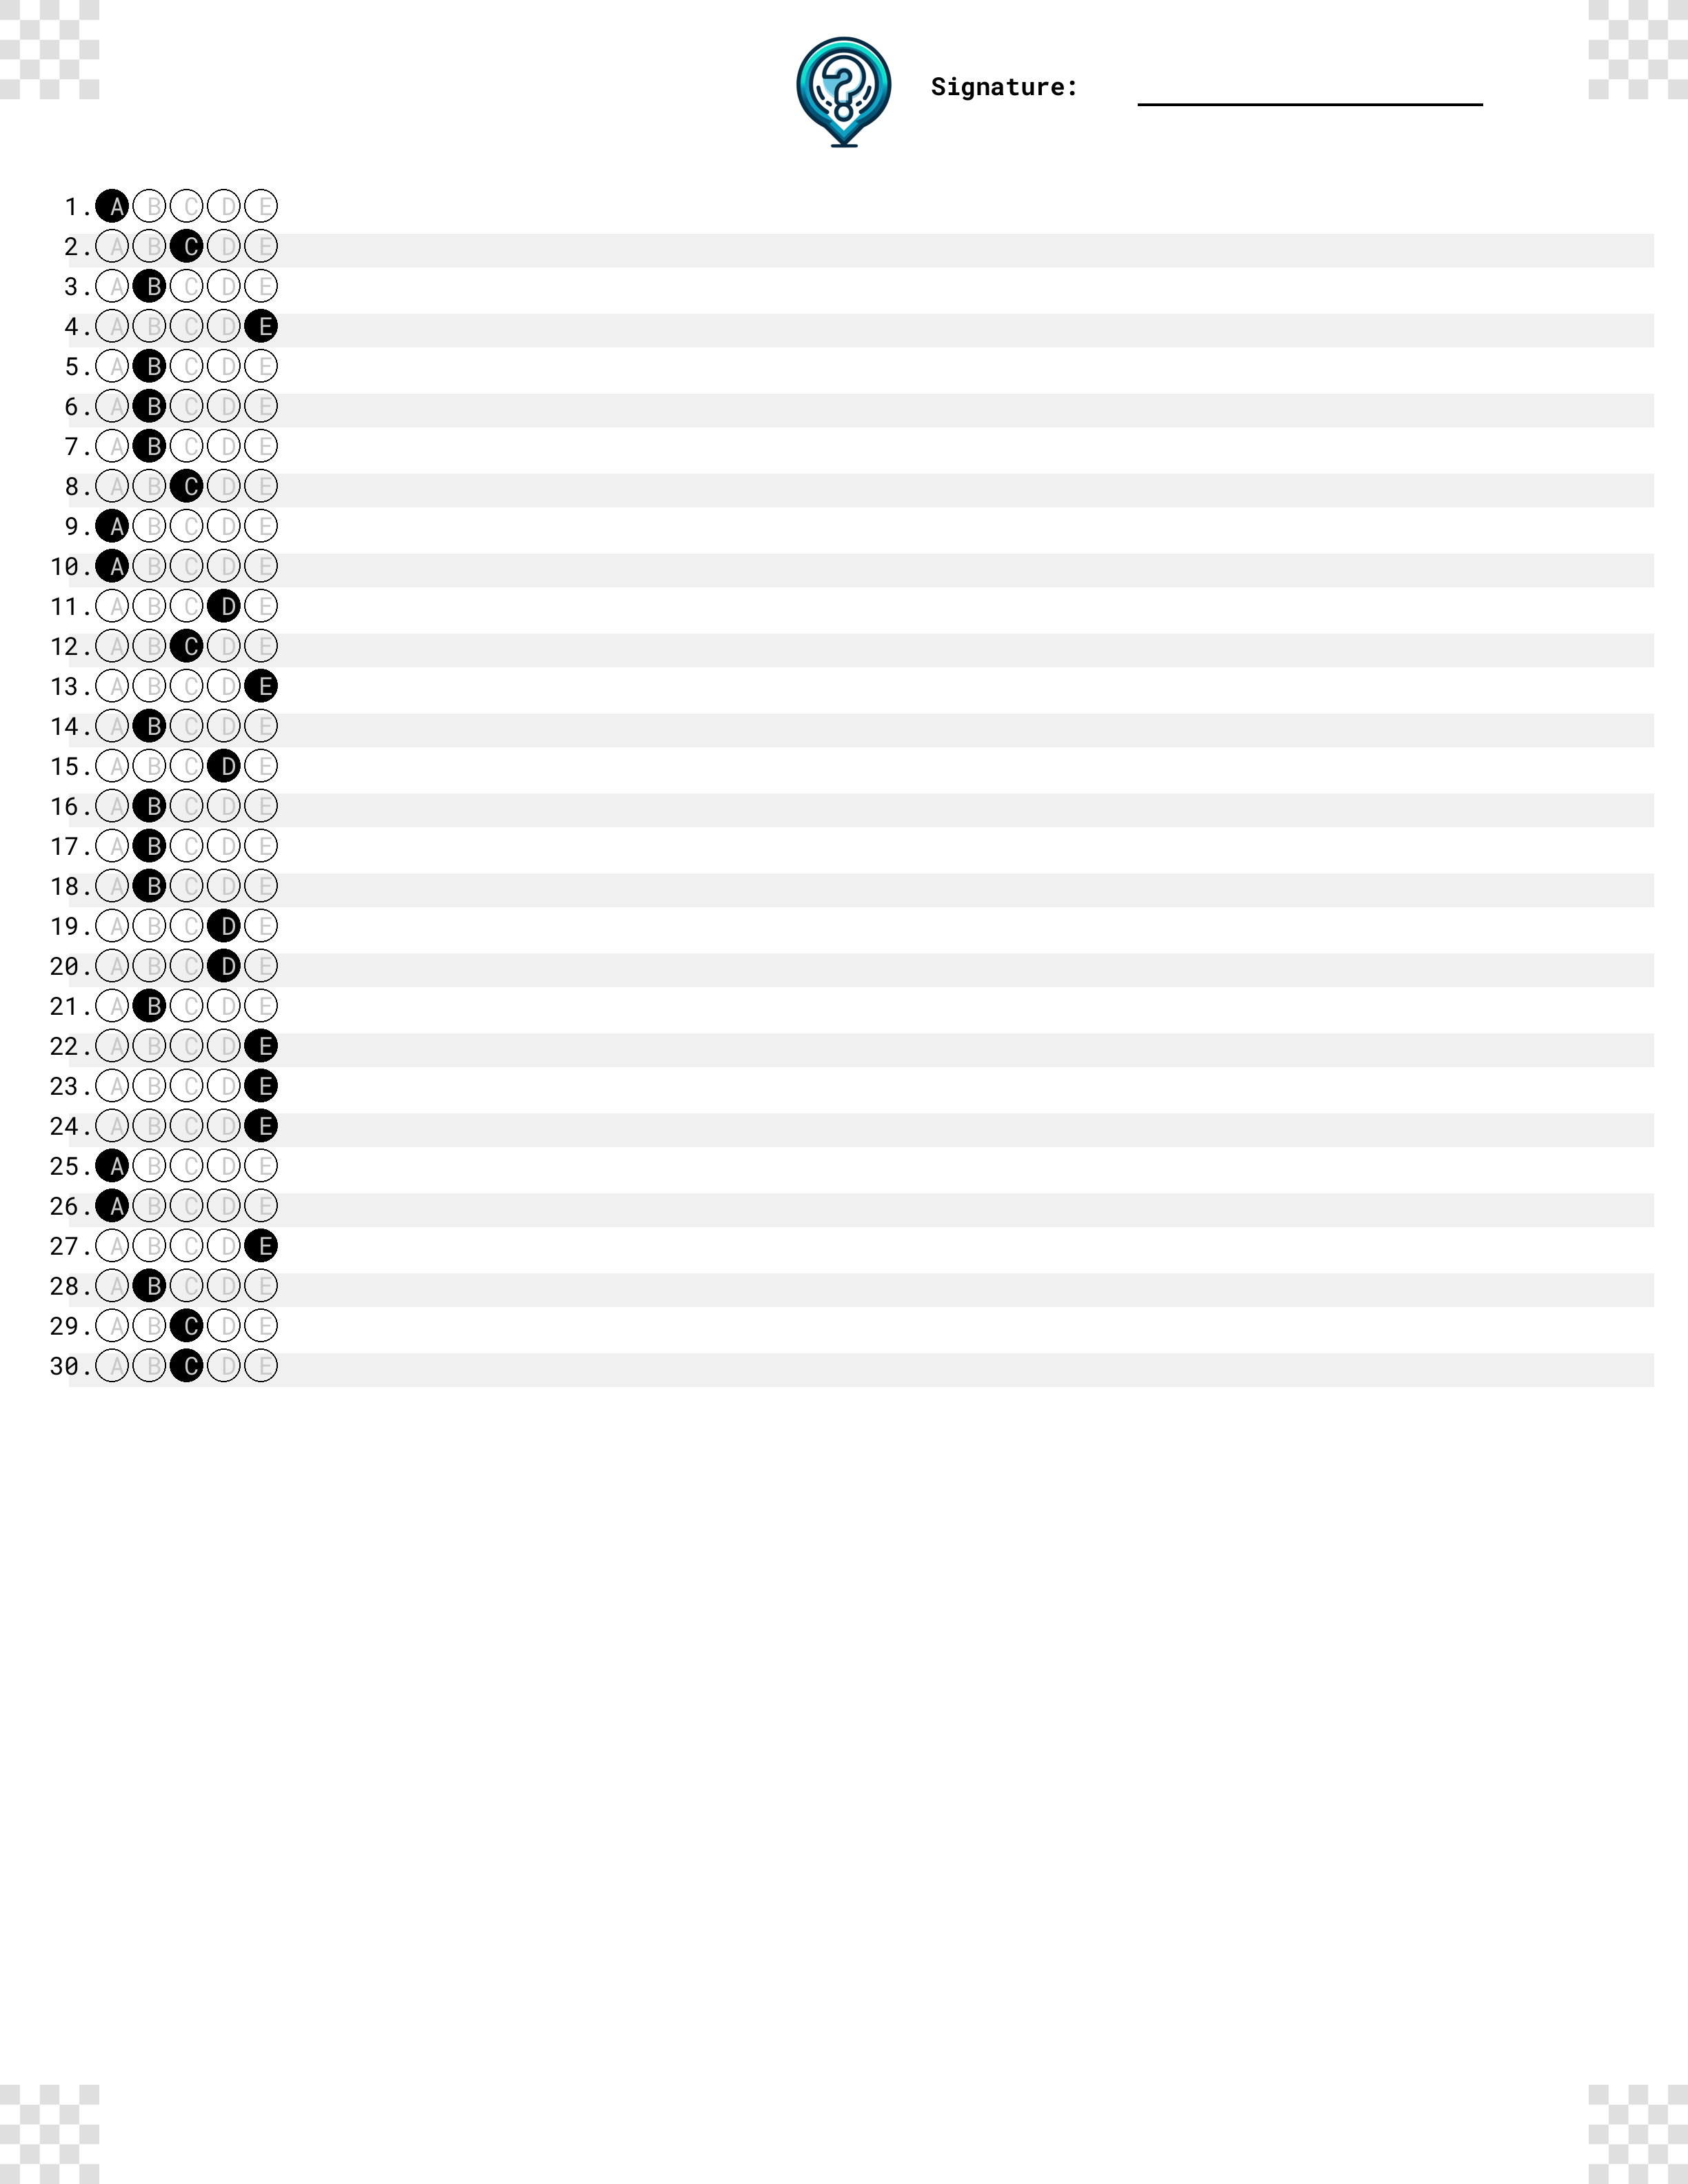 Signature:
1. A B C D E
2. A B C D E
3. A B C D E
4. A B C D E
5. A B C D E
6. A B C D E
7. A B C D E
8. A B C D E
9. A B C D E
10. A B C D E
11. A B C D E
12. A B C D E
13. A B C D E
14. A B C D E
15. A B C D E
16. A B C D E
17. A B C D E
18. A B C D E
19. A B C D E
20. A B C D E
21. A B C D E
22. A B C D E
23. A B C D E
24. A B C D E
25. A B C D E
26. A B C D E
27. A B C D E
28. A B C D E
29. A B C D E
30. A B C D E